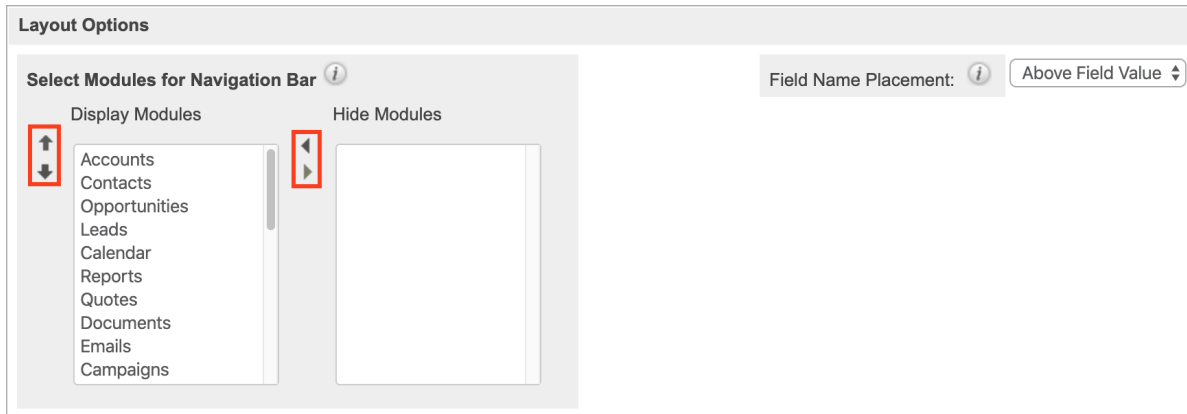 Layout Options
Select Modules for Navigation Bar i
Field Name Placement: i Above Field Value
Display Modules Hide Modules
Accounts
Contacts
Opportunities
Leads
Calendar
Reports
Quotes
Documents
Emails
Campaigns